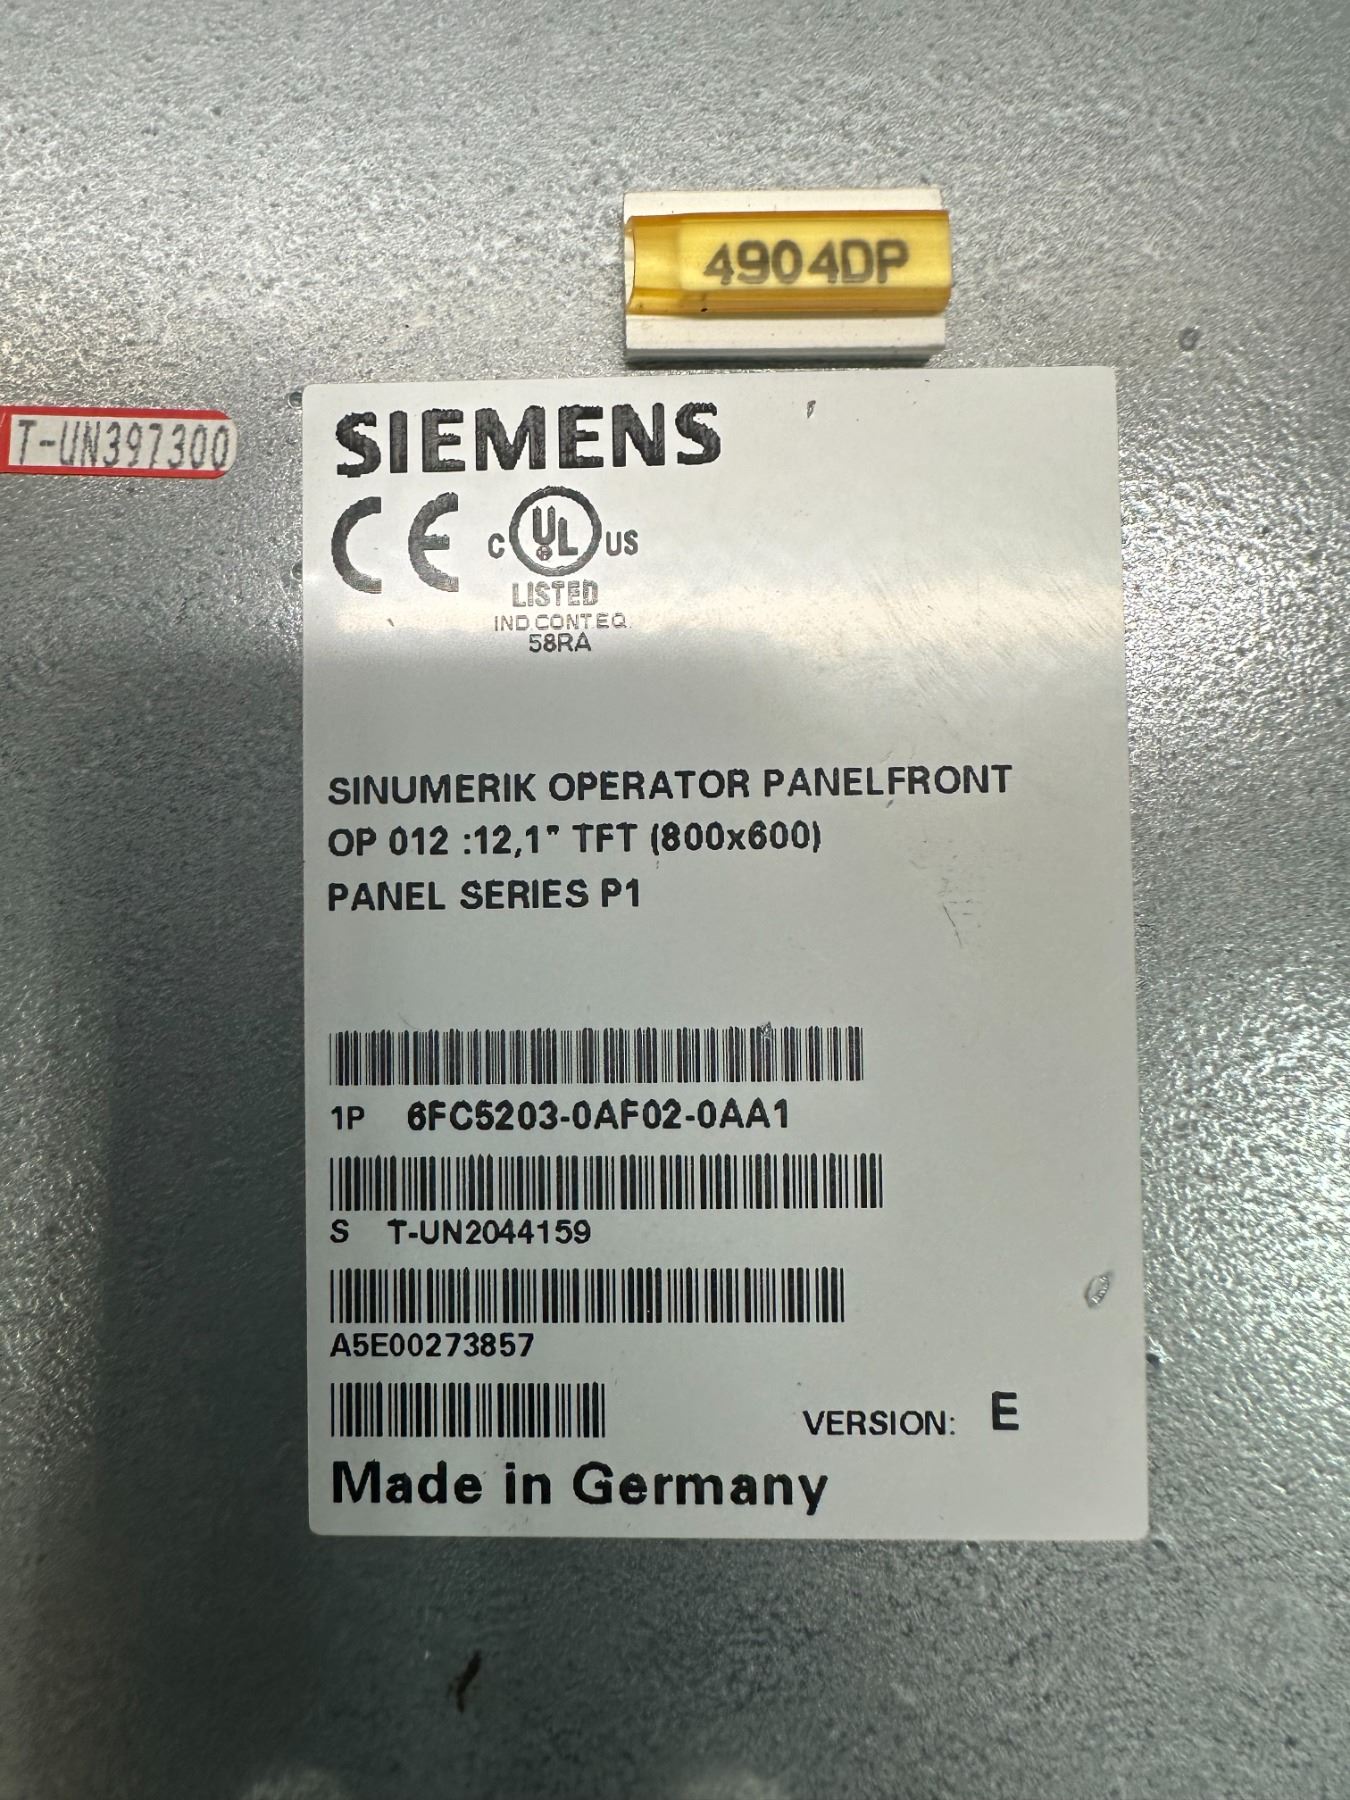 4904DP
T-UN397300
SIEMENS
CE
C UL US
LISTED
IND.CONT.EQ.
58RA
SINUMERIK OPERATOR PANELFRONT
OP 012 :12,1" TFT (800x600)
PANEL SERIES P1
1P 6FC5203-0AF02-0AA1
S T-UN2044159
A5E00273857
VERSION: E
Made in Germany